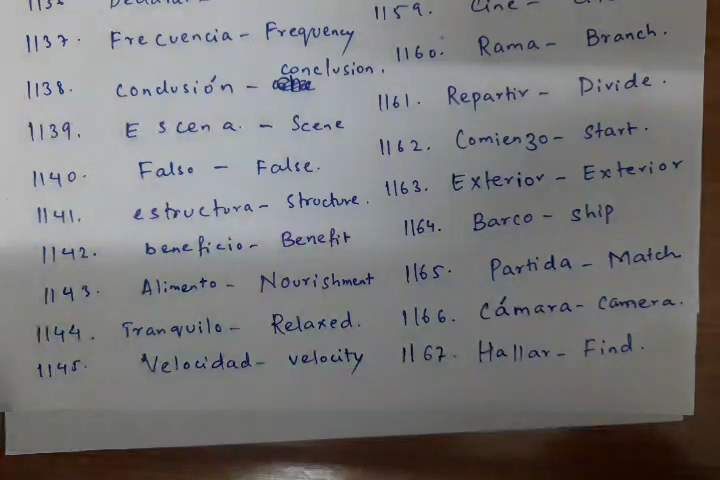 1137. Frecuencia - Frequency
1138. Conclusión - conclusion.
1139. Escena. - Scene
1140. Falso - False.
1141. estructura - structure.
1142. beneficio - Benefit
1143. Alimento - Nourishment
1144. Tranquilo - Relaxed.
1145. Velocidad - velocity
1159. Cine -
1160. Rama - Branch.
1161. Repartir - Divide.
1162. Comienzo - start.
1163. Exterior - Exterior
1164. Barco - ship
1165. Partida - Match
1166. Cámara - camera.
1167. Hallar - Find.